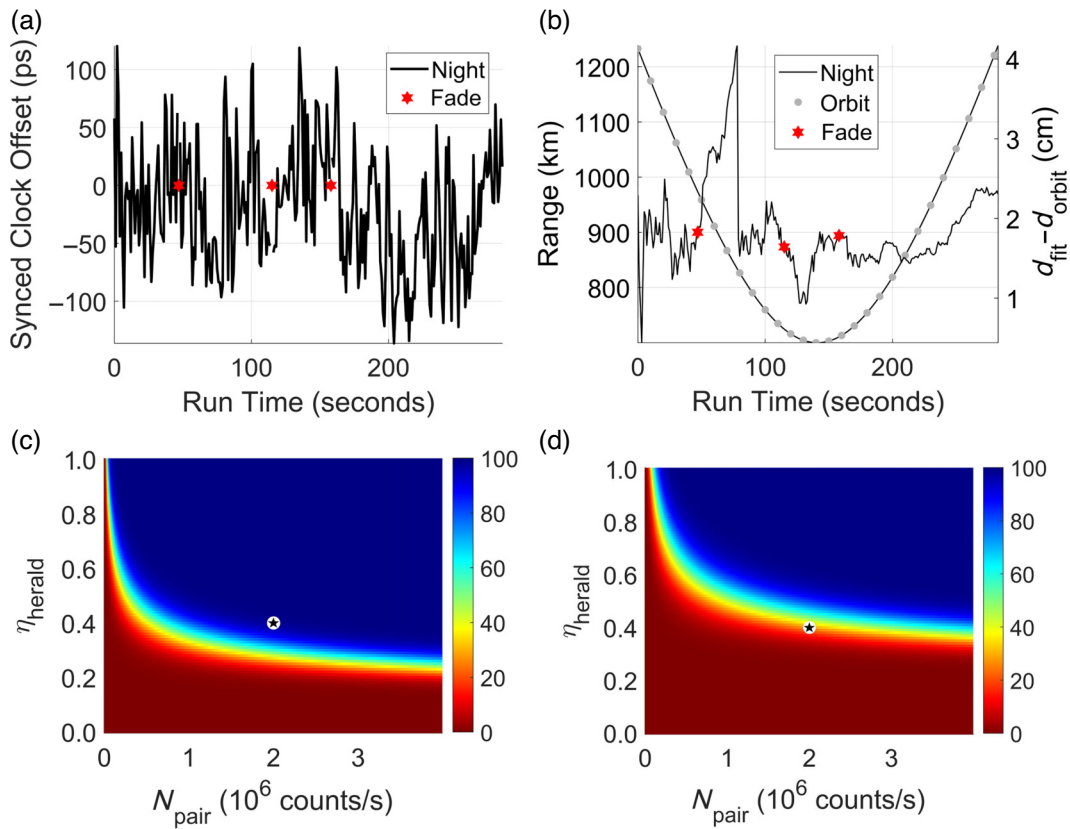 (a)
Synced Clock Offset (ps)
100
50
0
−50
−100
0
100
200
Run Time (seconds)
Night
Fade
(b)
Range (km)
1200
1100
1000
900
800
0
100
200
Run Time (seconds)
4
3
2
1
d_fit−d_orbit (cm)
Night
Orbit
Fade
(c)
η_herald
1.0
0.8
0.6
0.4
0.2
0.0
0
1
2
3
N_pair (10^6 counts/s)
100
80
60
40
20
0
(d)
η_herald
1.0
0.8
0.6
0.4
0.2
0.0
0
1
2
3
N_pair (10^6 counts/s)
100
80
60
40
20
0